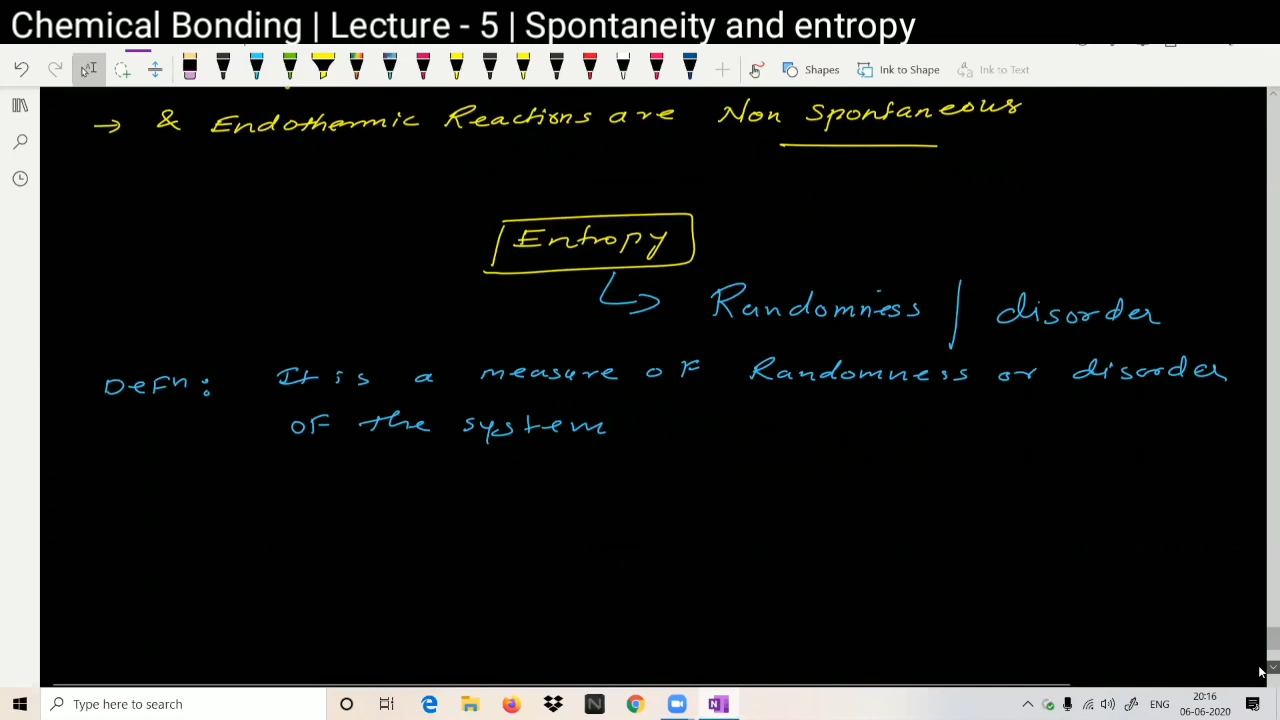 Chemical Bonding | Lecture - 5 | Spontaneity and entropy
Shapes Ink to Shape Ink to Text
→ & Endothermic Reactions are Non Spontaneous
Entropy
Randomness / disorder
Defn: It is a measure of Randomness or disorder
of the system
Type here to search
ENG
20:16
06-06-2020